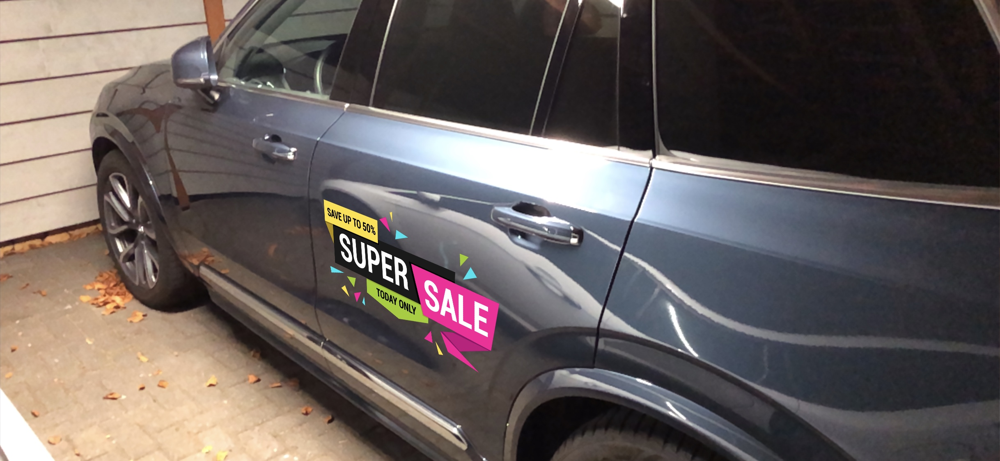 SAVE UP TO 50%
SUPER
SALE
TODAY ONLY